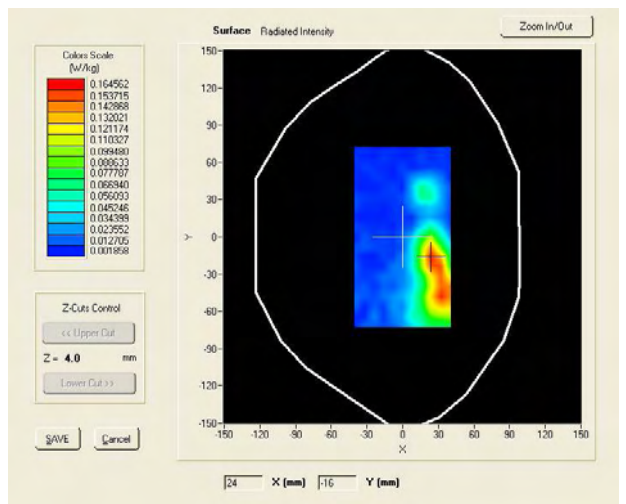 Surface Radiated Intensity
Zoom In/Out
Colors Scale
(W/kg)
0.164562
0.153715
0.142868
0.132021
0.121174
0.110327
0.099480
0.088633
0.077787
0.066940
0.056093
0.045246
0.034399
0.023552
0.012705
0.001858
Z-Cuts Control
<< Upper Cut
Z = 4.0 mm
Lower Cut >>
SAVE Cancel
150
120
90
60
30
0
-30
-60
-90
-120
-150
Y
-150 -120 -90 -60 -30 0 30 60 90 120 150
X
24 X (mm) -16 Y (mm)